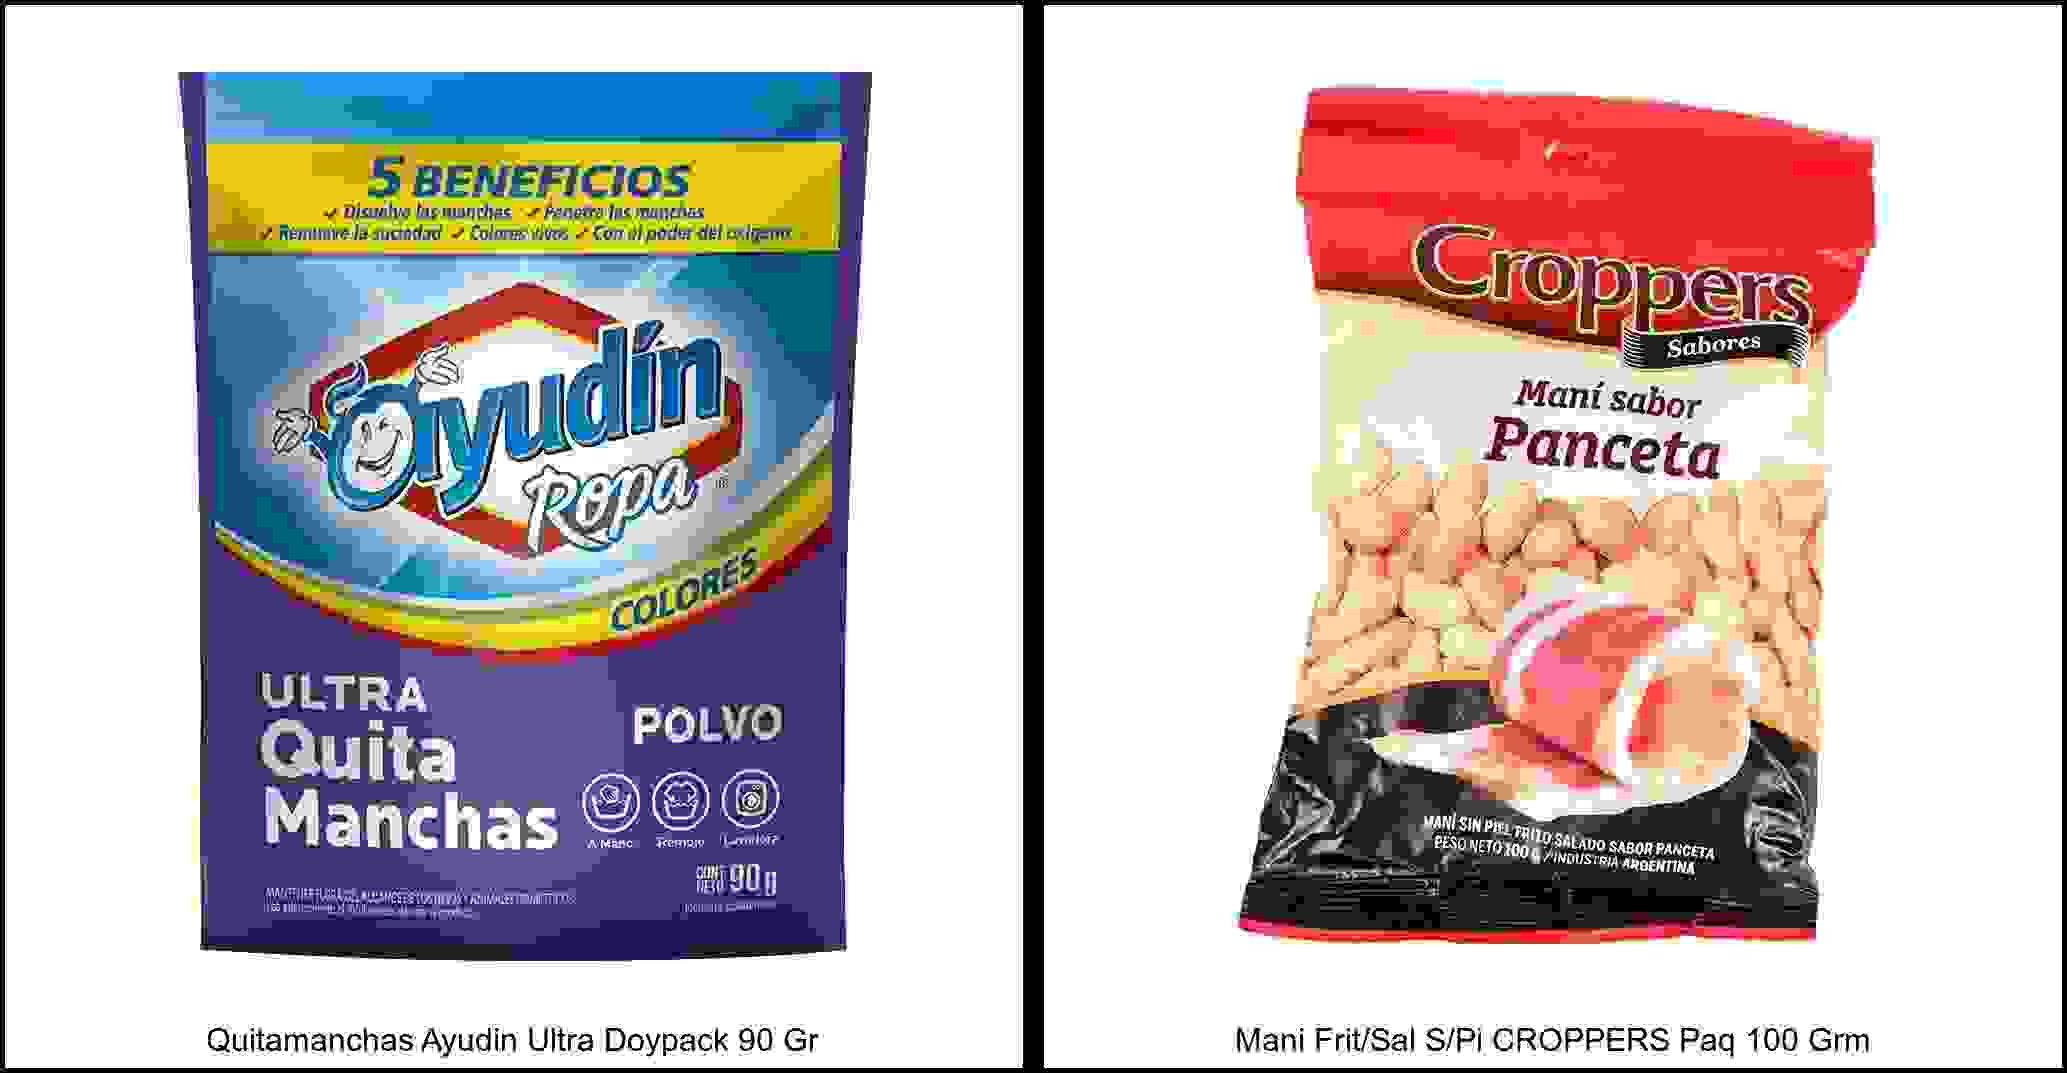 5 BENEFICIOS
✓ Disuelve las manchas ✓ Penetra las manchas
✓ Remueve la suciedad ✓ Colores vivos ✓ Con el poder del oxígeno
Ayudín
Ropa
COLORES
ULTRA
Quita
Manchas
POLVO
A Mano Remojo Lavadora
CONT.
NETO 90 g
Quitamanchas Ayudin Ultra Doypack 90 Gr
Croppers
Sabores
Maní sabor
Panceta
MANÍ SIN PIEL FRITO SALADO SABOR PANCETA
PESO NETO 100 G / INDUSTRIA ARGENTINA
Mani Frit/Sal S/Pi CROPPERS Paq 100 Grm